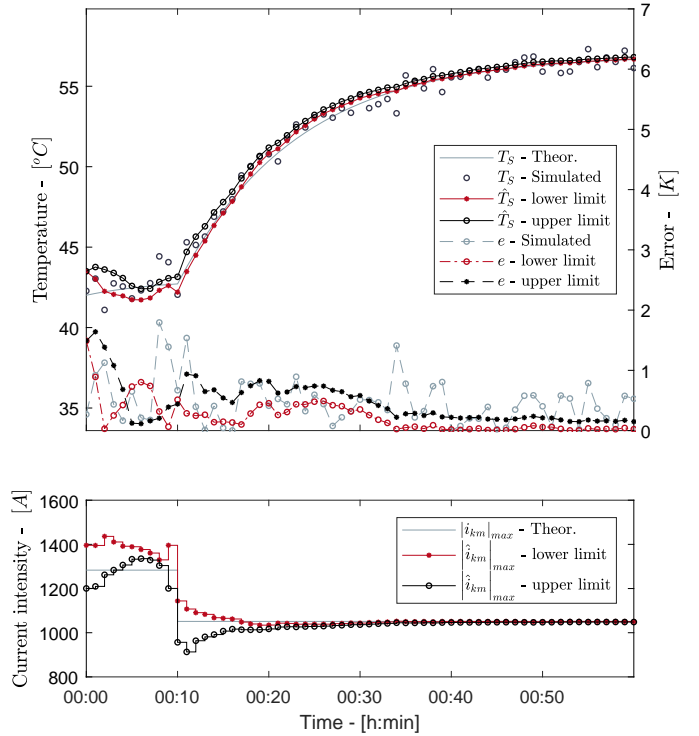 7
55
6
5
50
T_S - Theor.
T_S - Simulated
T̂_S - lower limit
T̂_S - upper limit
e - Simulated
e - lower limit
e - upper limit
4
Temperature - [°C]
Error - [K]
45
3
40
2
1
35
0
1600
1400
1200
1000
800
Current intensity - [A]
|i_km|_max - Theor.
|î_km|_max - lower limit
|î_km|_max - upper limit
00:00 00:10 00:20 00:30 00:40 00:50
Time - [h:min]